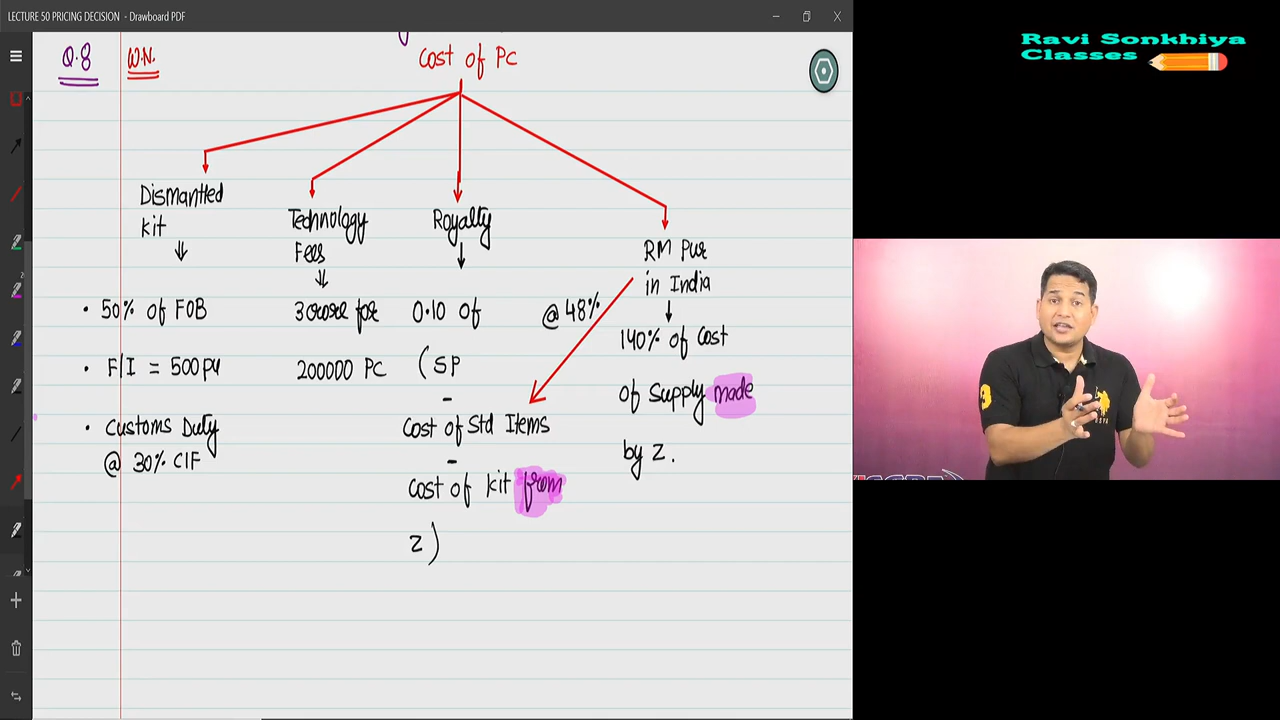 LECTURE 50 PRICING DECISION - Drawboard PDF
Ravi Sonkhiya
Classes
Q.8
W.N.
Cost of PC
Dismantled
Kit
Technology
Fees
Royalty
RM Pur
in India
• 50% of FOB
3 crore for
0.10 of
@ 48%
140% of Cost
• F/I = 500 pu
200000 PC
(SP
-
of Supply made
• Customs Duty
@ 30% CIF
Cost of Std Items
-
by Z.
Cost of kit from
Z)